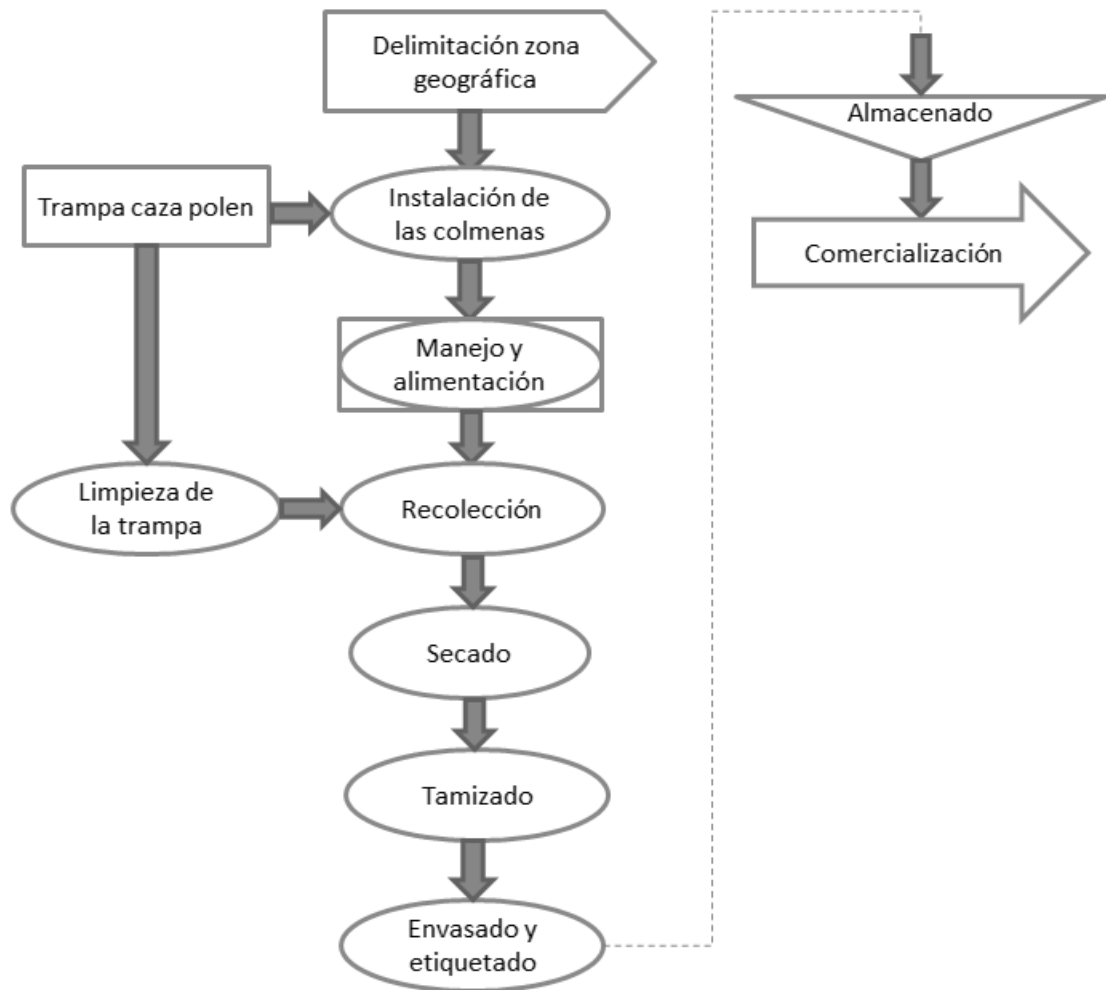 Delimitación zona
geográfica
Trampa caza polen
Instalación de
las colmenas
Manejo y
alimentación
Limpieza de
la trampa
Recolección
Secado
Tamizado
Envasado y
etiquetado
Almacenado
Comercialización